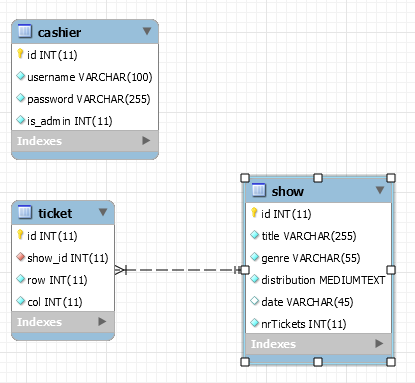 cashier
id INT(11)
username VARCHAR(100)
password VARCHAR(255)
is_admin INT(11)
Indexes
ticket
id INT(11)
show_id INT(11)
row INT(11)
col INT(11)
Indexes
show
id INT(11)
title VARCHAR(255)
genre VARCHAR(55)
distribution MEDIUMTEXT
date VARCHAR(45)
nrTickets INT(11)
Indexes